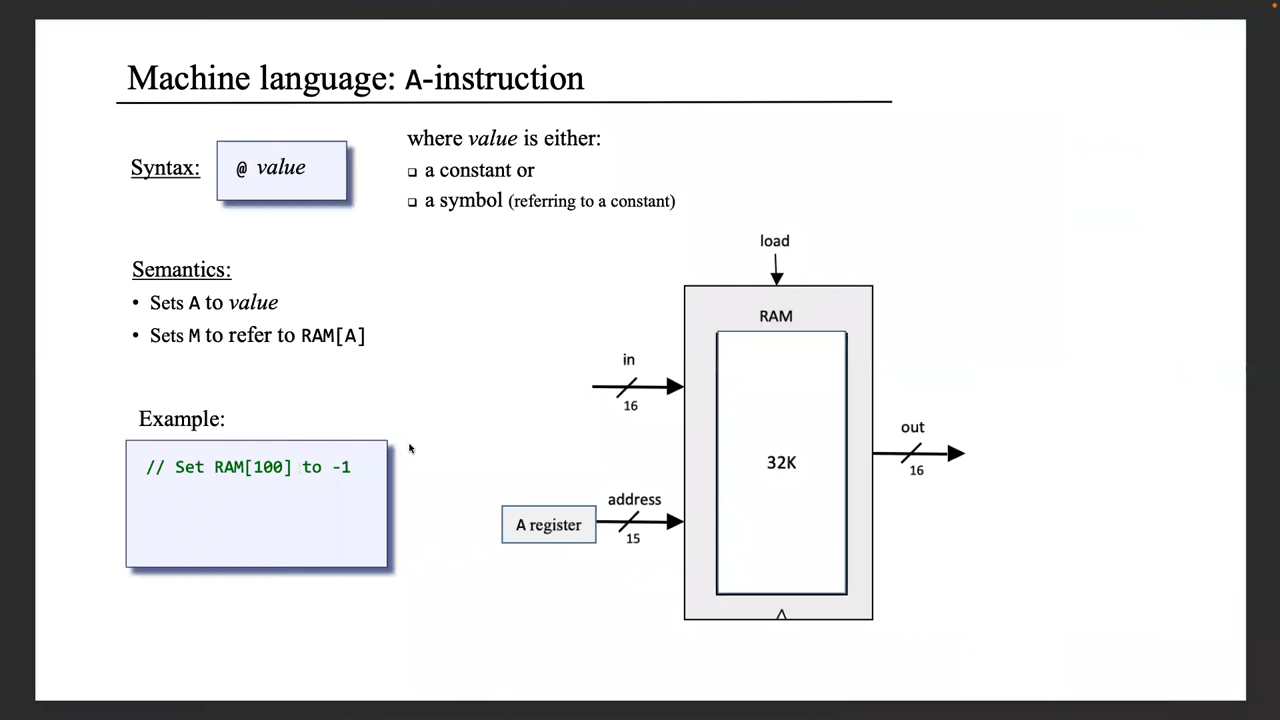 Machine language: A-instruction
Syntax:
@ value
where value is either:
a constant or
a symbol (referring to a constant)
Semantics:
• Sets A to value
• Sets M to refer to RAM[A]
Example:
// Set RAM[100] to -1
load
RAM
in
16
32K
out
16
address
A register
15